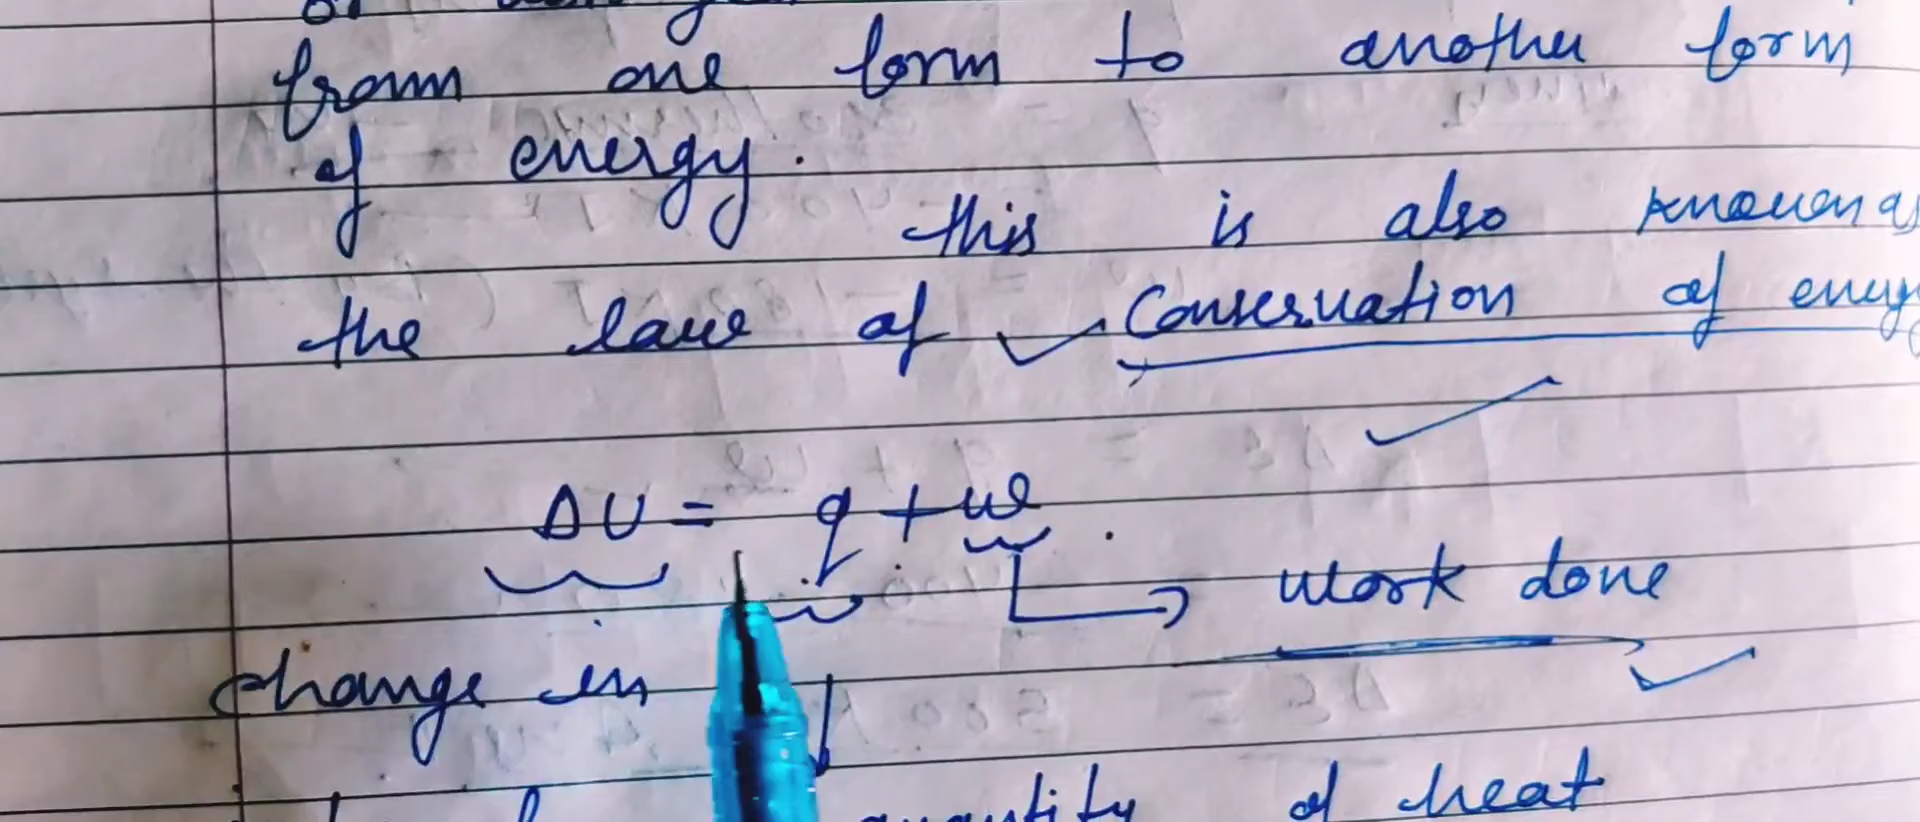 from one form to another form
of energy.
this is also known as
the law of conservation of energy
ΔU = q + w
work done
change in
quantity of heat